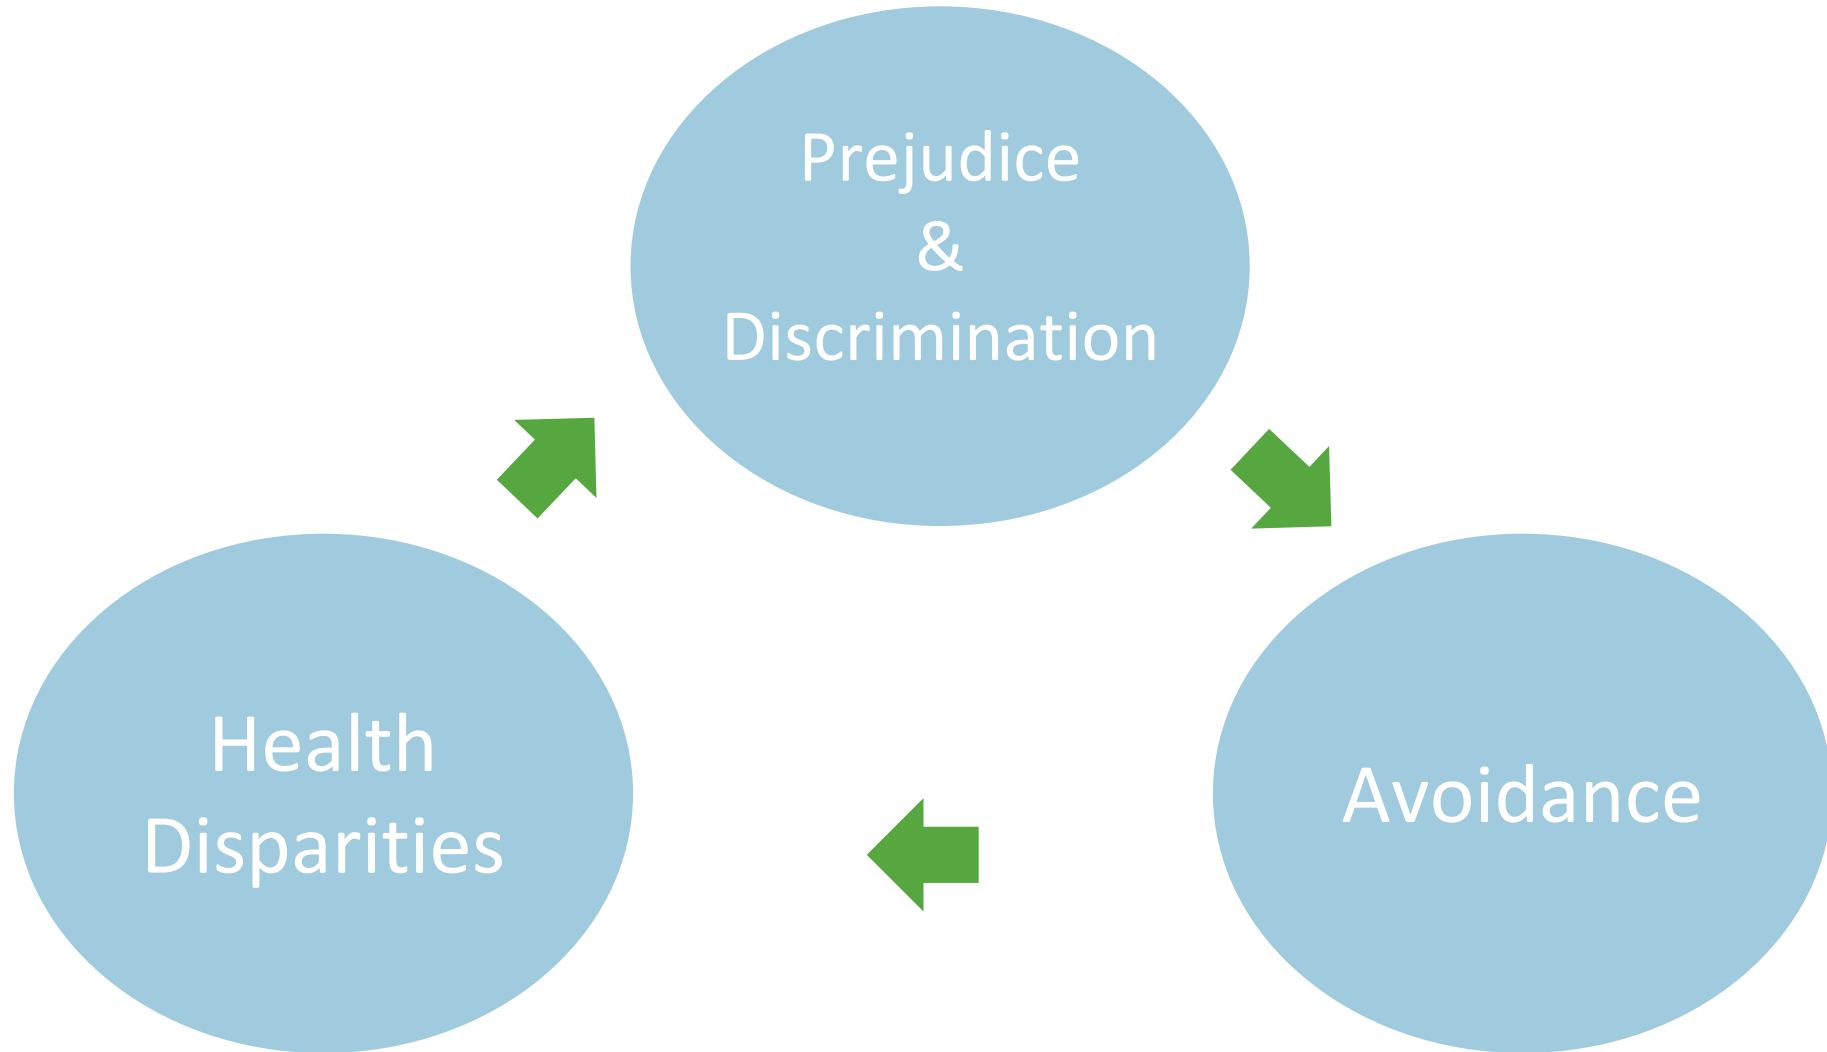 Prejudice
&
Discrimination
Avoidance
Health
Disparities